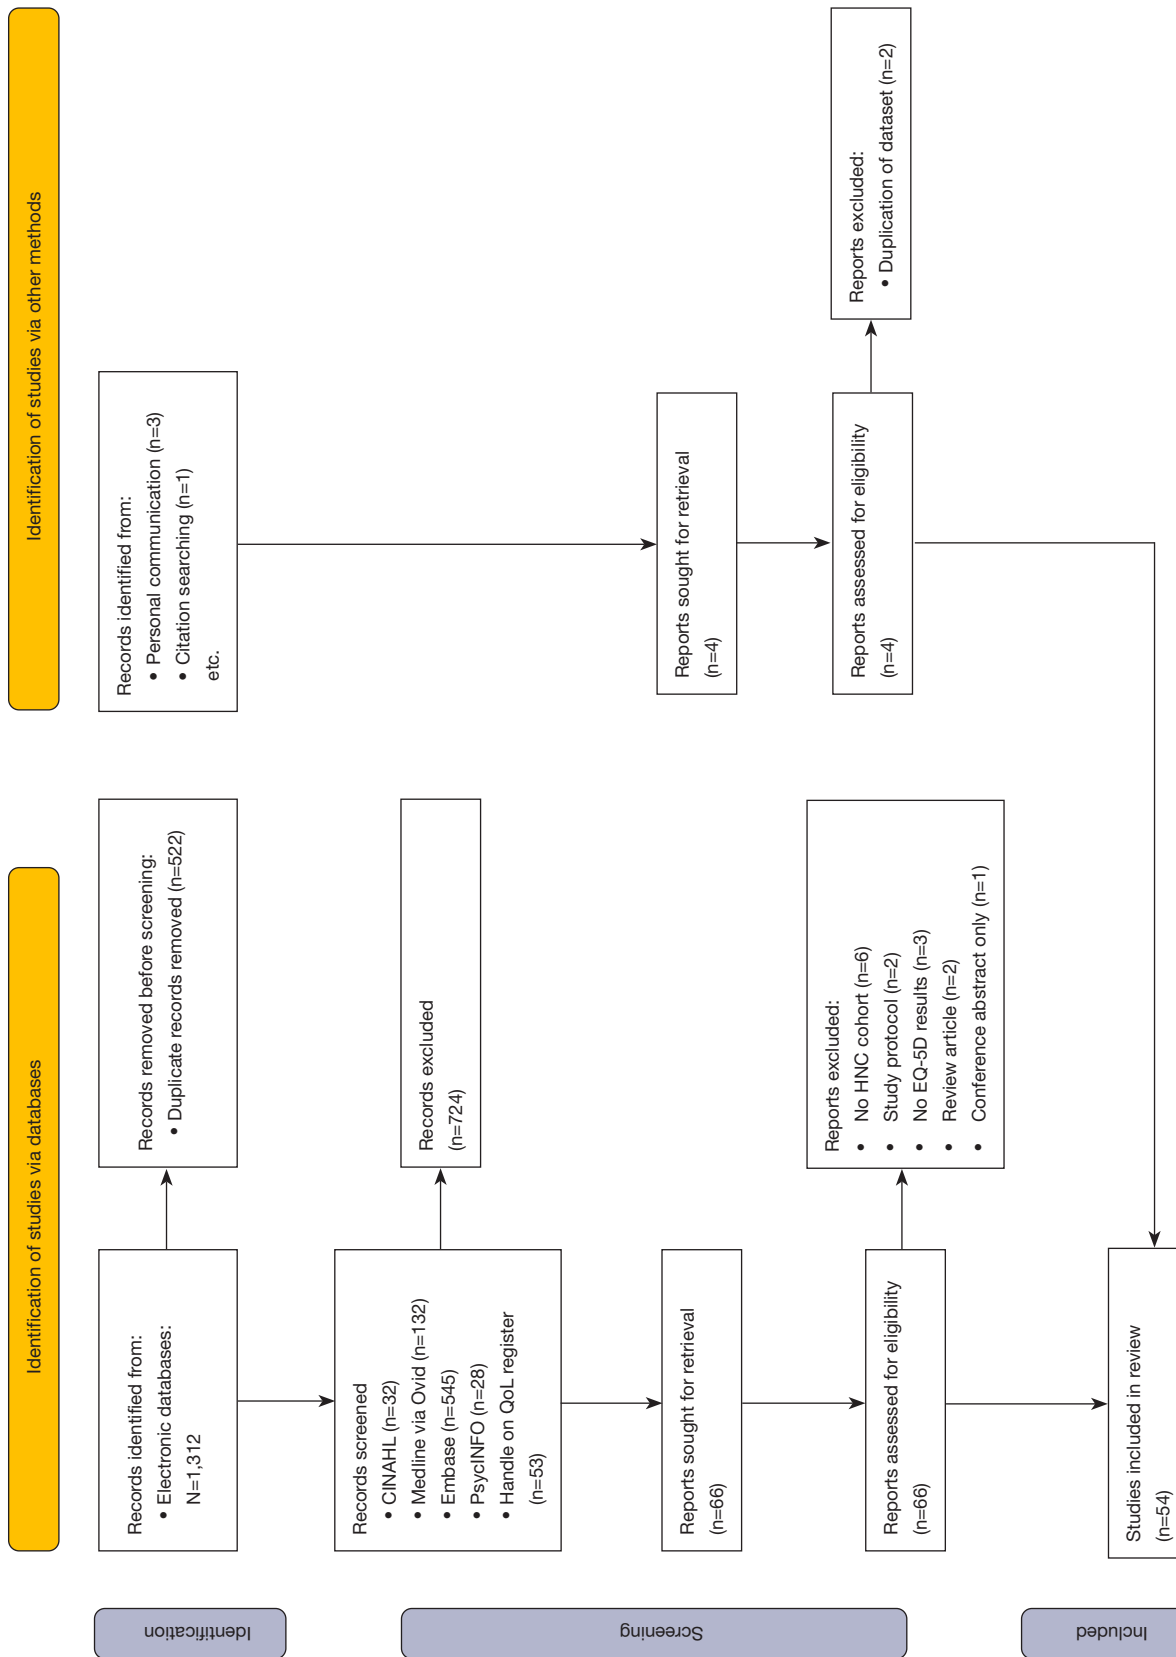 Identification of studies via databases
Identification of studies via other methods
Identification
Records identified from:
• Electronic databases:
N=1,312
Records removed before screening:
• Duplicate records removed (n=522)
Records identified from:
• Personal communication (n=3)
• Citation searching (n=1)
etc.
Screening
Records screened
• CINAHL (n=32)
• Medline via Ovid (n=132)
• Embase (n=545)
• PsycINFO (n=28)
• Handle on QoL register
(n=53)
Records excluded
(n=724)
Reports sought for retrieval
(n=66)
Reports sought for retrieval
(n=4)
Reports assessed for eligibility
(n=66)
Reports excluded:
• No HNC cohort (n=6)
• Study protocol (n=2)
• No EQ-5D results (n=3)
• Review article (n=2)
• Conference abstract only (n=1)
Reports assessed for eligibility
(n=4)
Reports excluded:
• Duplication of dataset (n=2)
Included
Studies included in review
(n=54)